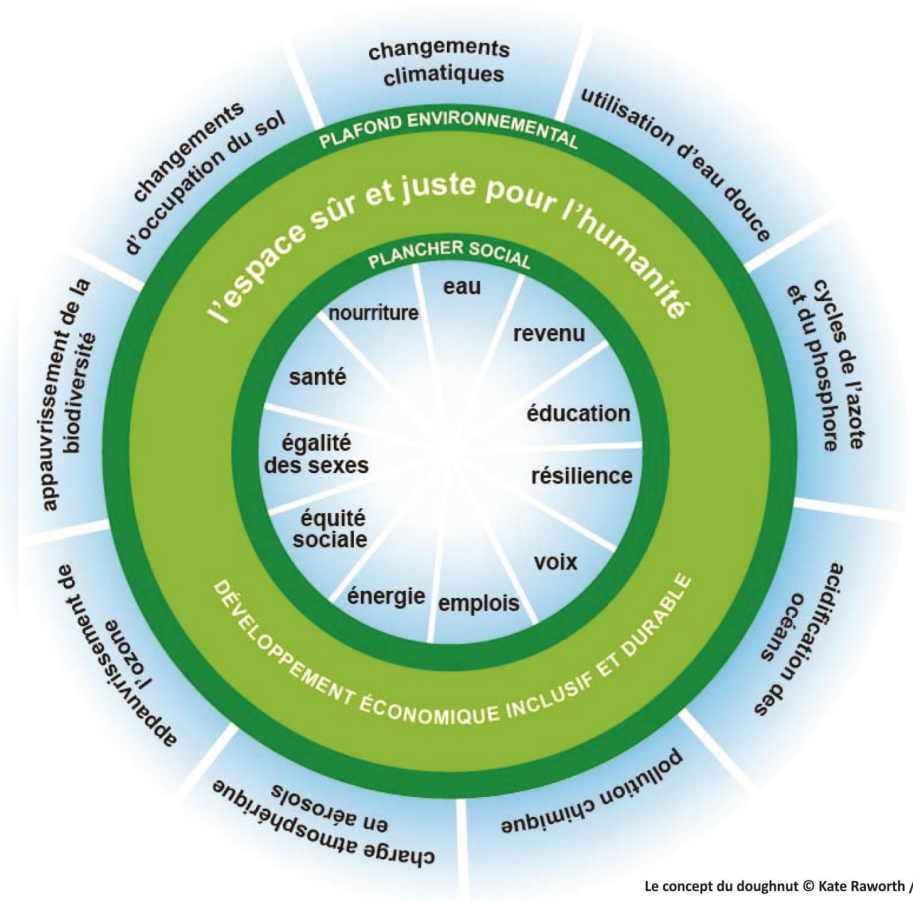 changements
climatiques
utilisation d'eau douce
cycles de l'azote
et du phosphore
acidification des
océans
pollution chimique
charge atmosphérique
en aérosols
appauvrissement de
l'ozone
appauvrissement de la
biodiversité
changements
d'occupation du sol
PLAFOND ENVIRONNEMENTAL
l'espace sûr et juste pour l'humanité
PLANCHER SOCIAL
eau
revenu
éducation
résilience
voix
emplois
énergie
équité
sociale
égalité
des sexes
santé
nourriture
DÉVELOPPEMENT ÉCONOMIQUE INCLUSIF ET DURABLE
Le concept du doughnut © Kate Raworth /